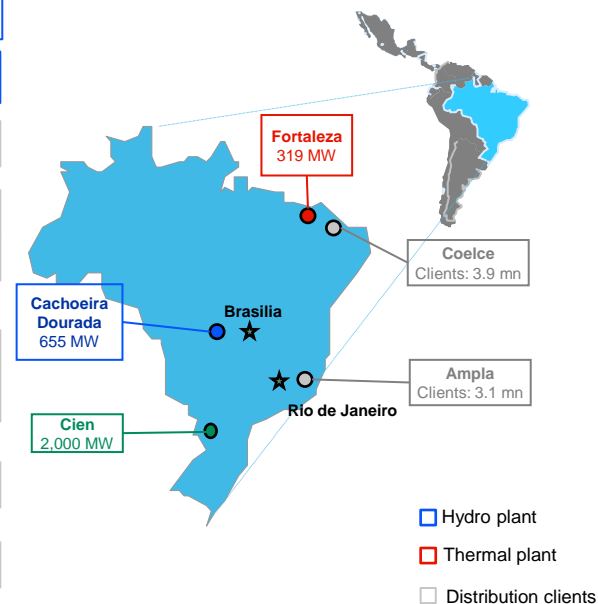 Fortaleza
319 MW
Coelce
Clients: 3.9 mn
Cachoeira
Dourada
655 MW
Brasilia
Ampla
Clients: 3.1 mn
Rio de Janeiro
Cien
2,000 MW
Hydro plant
Thermal plant
Distribution clients